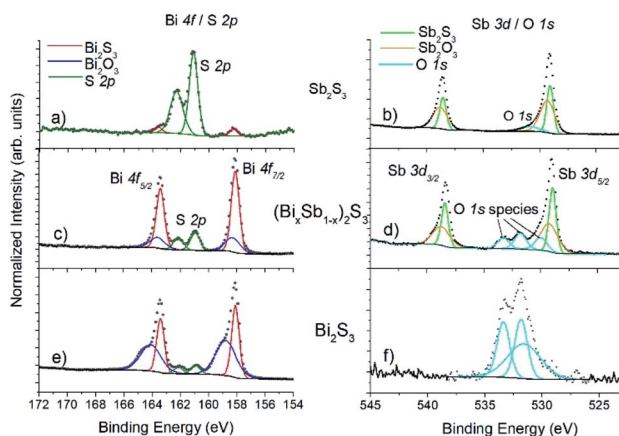 Bi 4f / S 2p
Sb 3d / O 1s
Bi₂S₃
Bi₂O₃
S 2p
S 2p
a)
Sb₂S₃
Sb₂O₃
O 1s
Sb₂S₃
O 1s
b)
Bi 4f₅/₂
Bi 4f₇/₂
S 2p
c)
(BiₓSb₁₋ₓ)₂S₃
Sb 3d₃/₂
Sb 3d₅/₂
O 1s species
d)
e)
Bi₂S₃
f)
Normalized Intensity (arb. units)
172 170 168 166 164 162 160 158 156 154
Binding Energy (eV)
545 540 535 530 525
Binding Energy (eV)